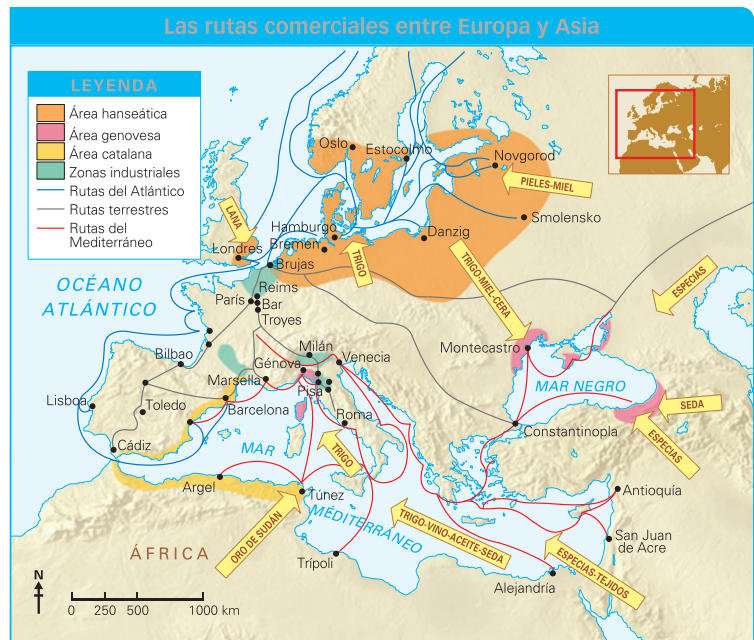 Las rutas comerciales entre Europa y Asia
LEYENDA
Área hanseática
Área genovesa
Área catalana
Zonas industriales
Rutas del Atlántico
Rutas terrestres
Rutas del
Mediterráneo
Oslo
Estocolmo
Novgorod
PIELES-MIEL
Smolensko
LANA
Hamburgo
Danzig
Bremen
Londres
TRIGO
Brujas
TRIGO-MIEL-CERA
ESPECIAS
OCÉANO
ATLÁNTICO
Reims
París
Bar
Troyes
Bilbao
Milán
Génova
Venecia
Montecastro
Marsella
MAR NEGRO
Pisa
Lisboa
Toledo
Barcelona
Roma
SEDA
Constantinopla
ESPECIAS
Cádiz
MAR
TRIGO
Argel
Túnez
Antioquía
MEDITERRÁNEO
TRIGO-VINO-ACEITE-SEDA
ORO DE SUDÁN
San Juan
de Acre
ÁFRICA
Trípoli
ESPECIAS-TEJIDOS
Alejandría
N
0 250 500 1000 km